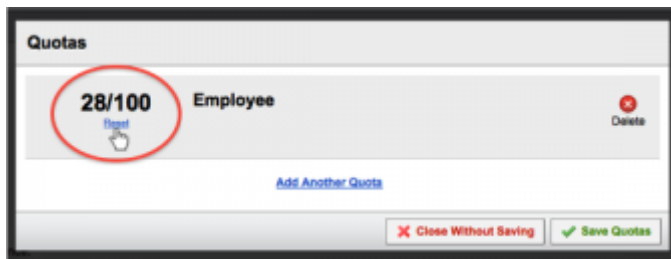 Quotas
28/100 Employee
Reset
Delete
Add Another Quota
Close Without Saving Save Quotas